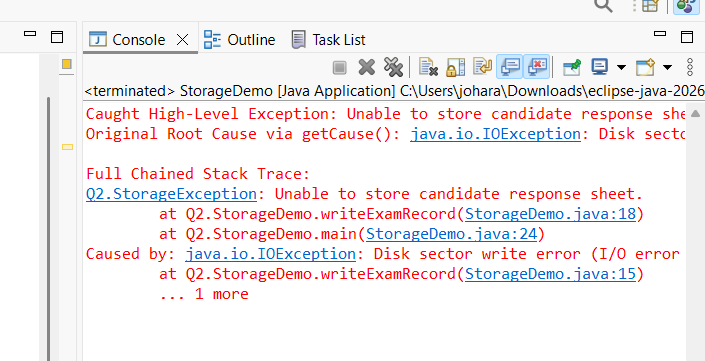 Console
Outline
Task List
<terminated> StorageDemo [Java Application] C:\Users\johara\Downloads\eclipse-java-2026
Caught High-Level Exception: Unable to store candidate response she
Original Root Cause via getCause(): java.io.IOException: Disk secto
Full Chained Stack Trace:
Q2.StorageException: Unable to store candidate response sheet.
at Q2.StorageDemo.writeExamRecord(StorageDemo.java:18)
at Q2.StorageDemo.main(StorageDemo.java:24)
Caused by: java.io.IOException: Disk sector write error (I/O error
at Q2.StorageDemo.writeExamRecord(StorageDemo.java:15)
... 1 more